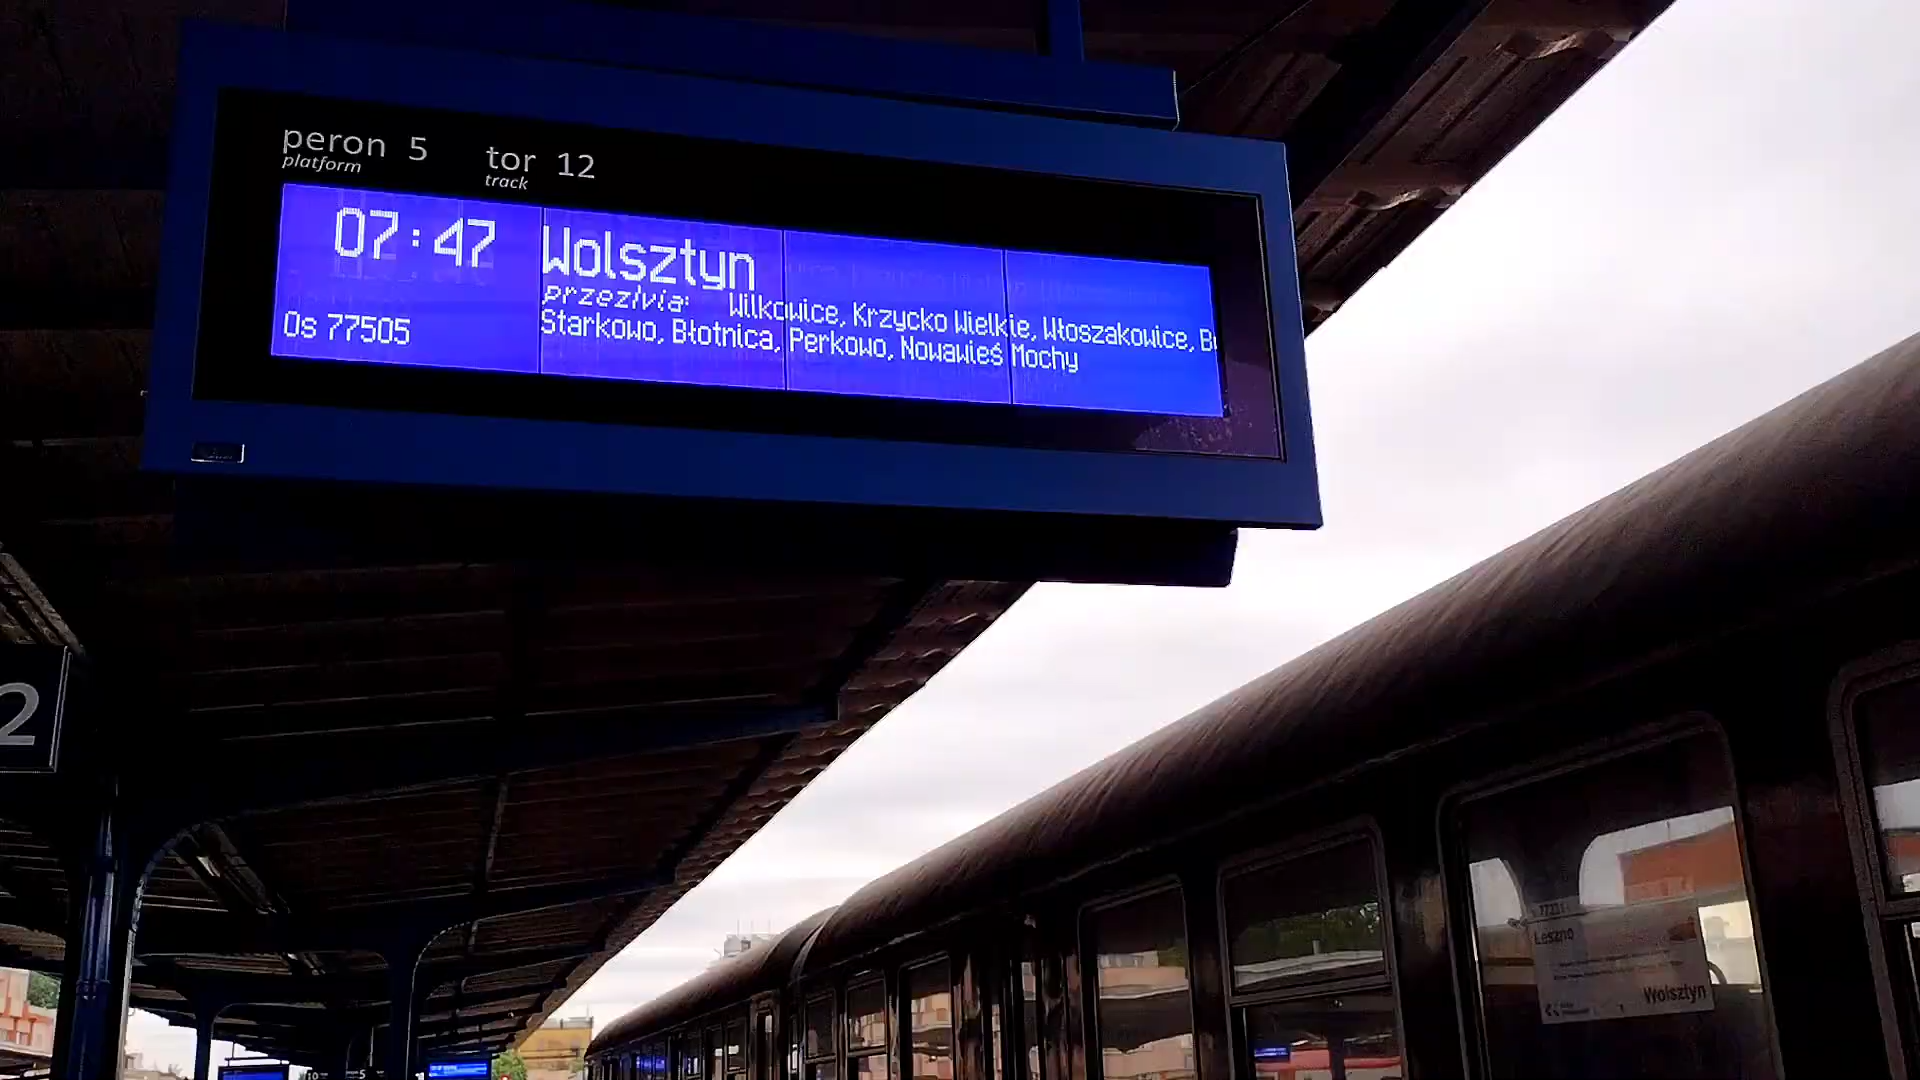 peron 5 tor 12
platform track
07:47 Wolsztyn
przez/via: Wilkowice, Krzycko Wielkie, Włoszakowice, Bu
Os 77505 Starkowo, Błotnica, Perkowo, Nowawieś Mochy
2
Leszno
Wolsztyn